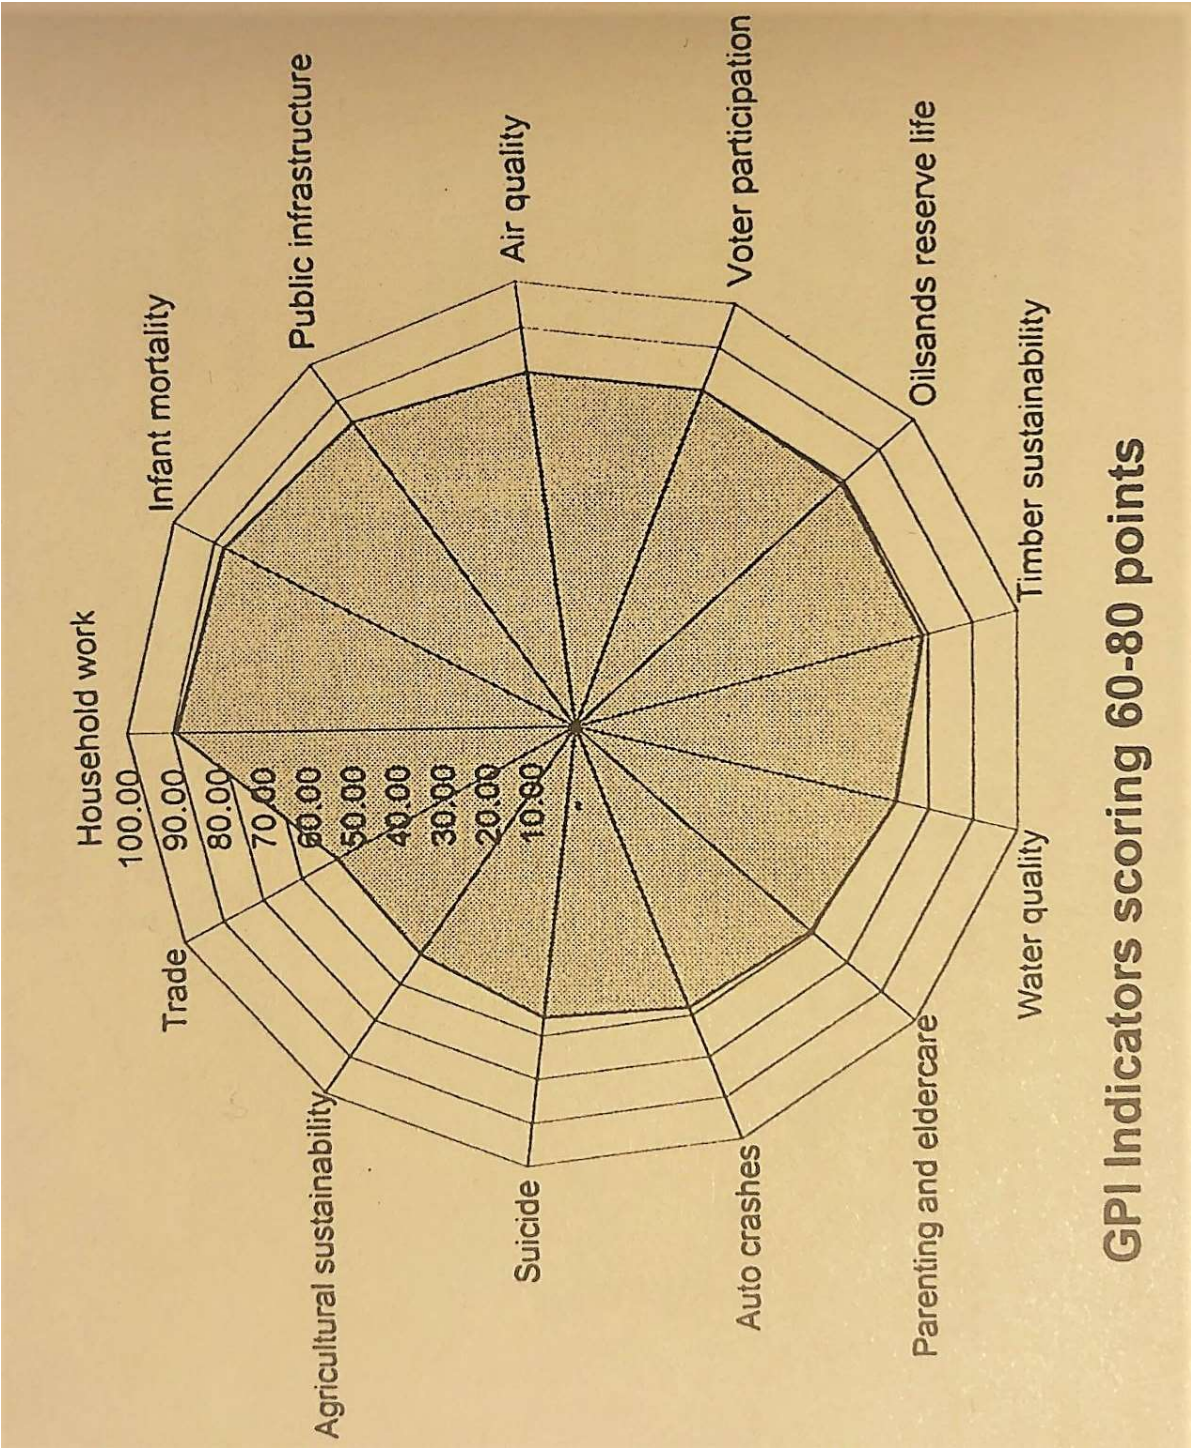 Household work
100.00
90.00
80.00
70.00
60.00
50.00
40.00
30.00
20.00
10.00
-
Infant mortality
Public infrastructure
Air quality
Voter participation
Oilsands reserve life
Timber sustainability
Water quality
Parenting and eldercare
Auto crashes
Suicide
Agricultural sustainability
Trade
GPI Indicators scoring 60-80 points